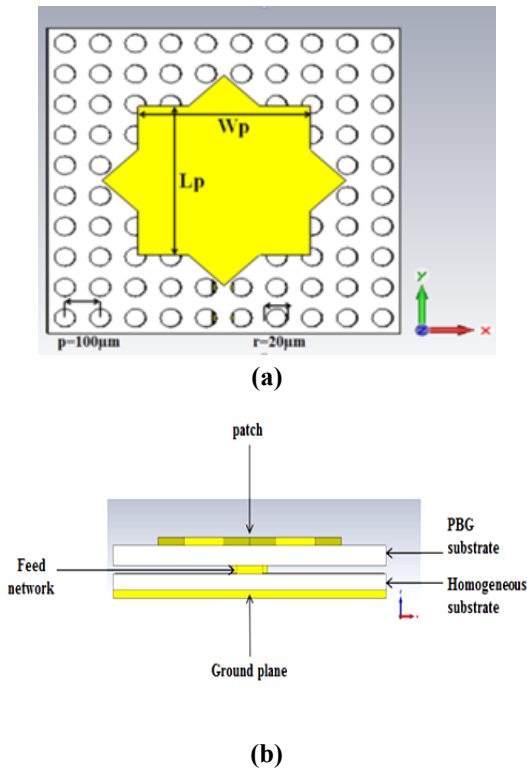 Wp
Lp
Y
Z
X
p=100µm
r=20µm
(a)
patch
PBG
substrate
Feed
network
Homogeneous
substrate
Ground plane
(b)